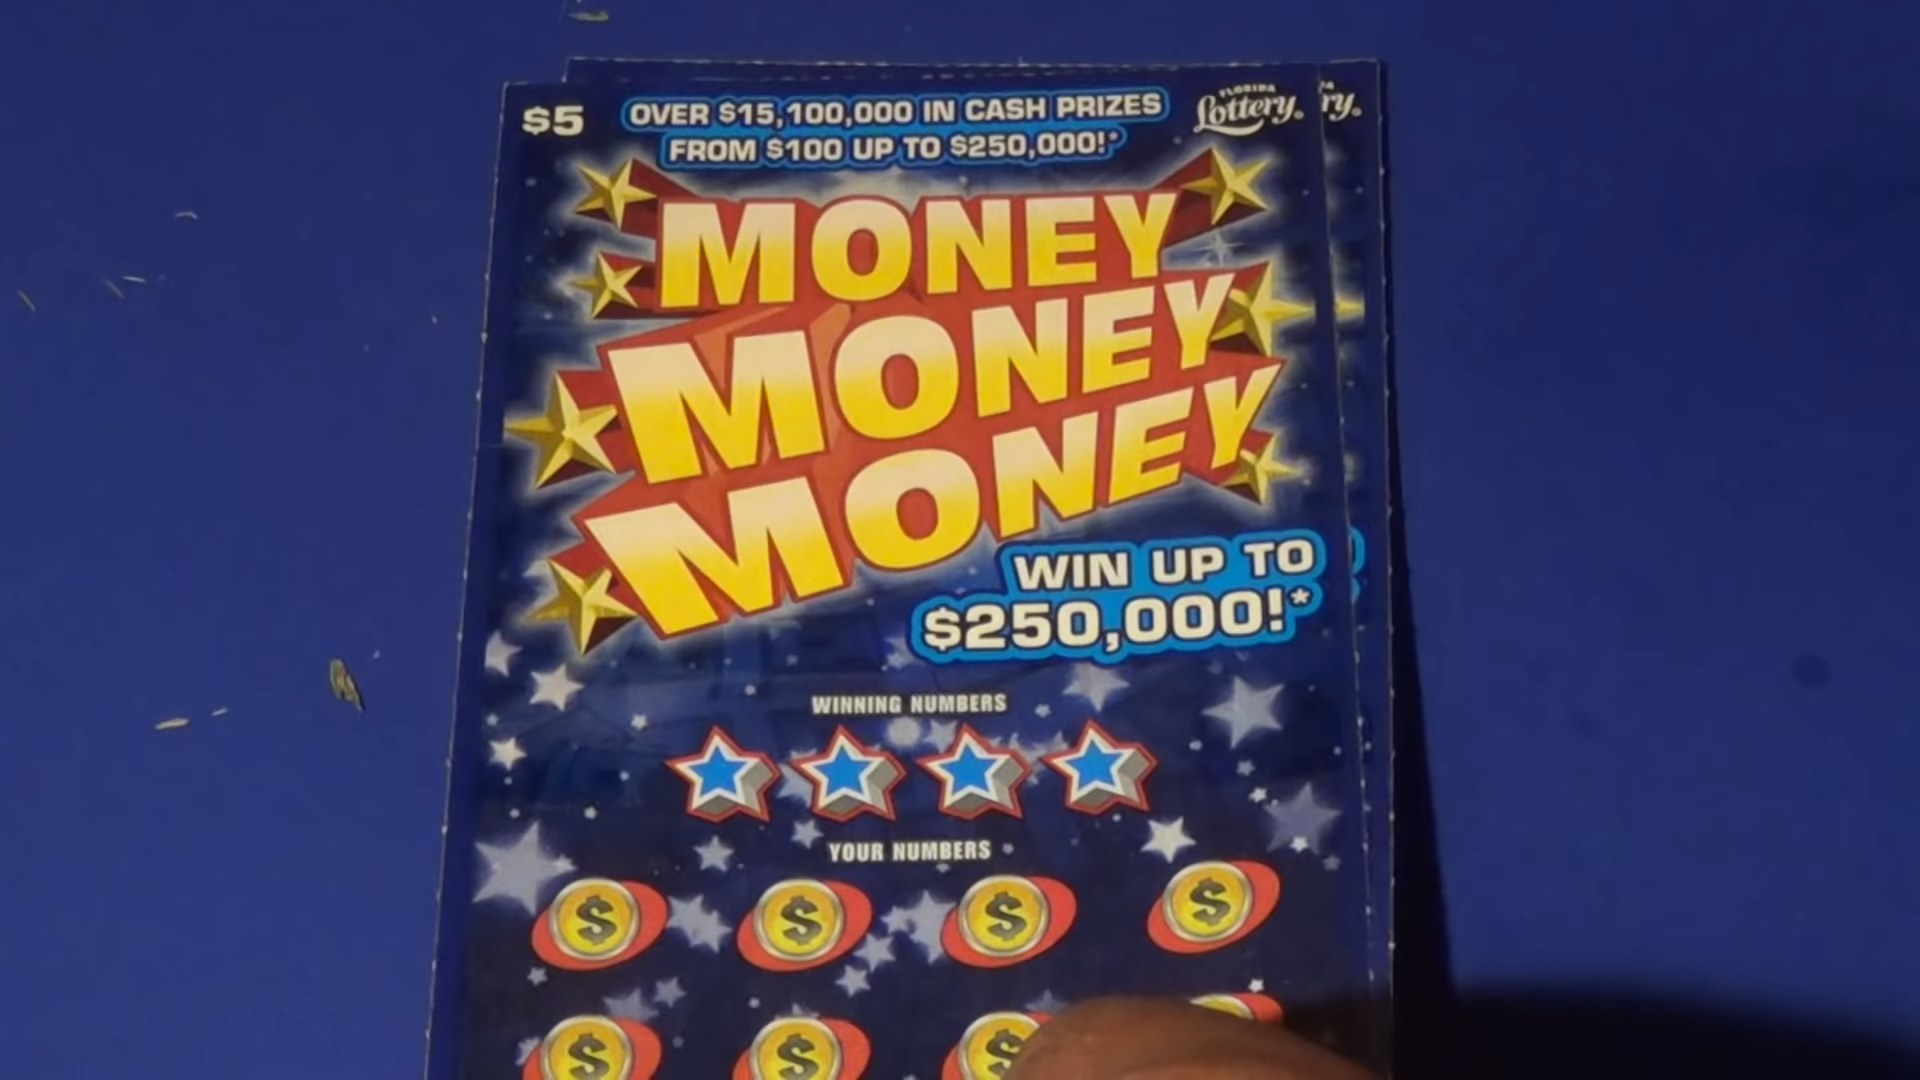 $5
OVER $15,100,000 IN CASH PRIZES
FROM $100 UP TO $250,000!*
FLORIDA
Lottery®
ry®
MONEY
MONEY
MONEY
WIN UP TO
$250,000!*
WINNING NUMBERS
YOUR NUMBERS
$ $ $ $
$ $ $